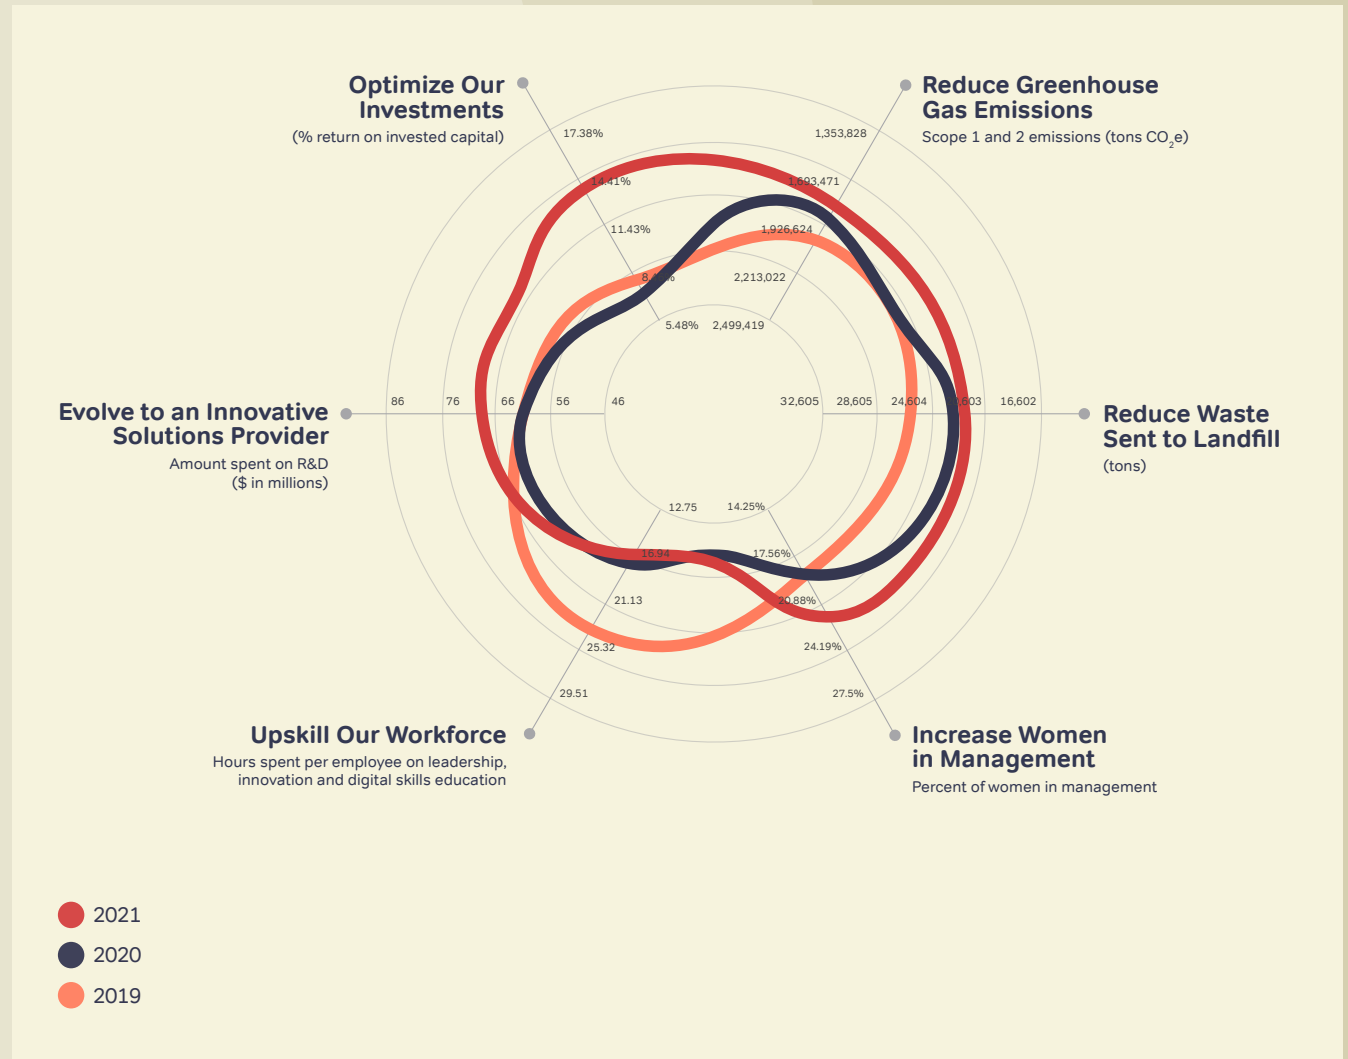 Optimize Our
Investments
(% return on invested capital)
Reduce Greenhouse
Gas Emissions
Scope 1 and 2 emissions (tons CO2e)
17.38%
1,353,828
14.41%
1,693,471
11.43%
1,926,624
2,213,022
5.48%
2,499,419
Evolve to an Innovative
Solutions Provider
Amount spent on R&D
($ in millions)
86
76
66
56
46
32,605
28,605
24,604
16,602
Reduce Waste
Sent to Landfill
(tons)
12.75
14.25%
16.94
17.56%
21.13
20.88%
25.32
24.19%
29.51
27.5%
Upskill Our Workforce
Hours spent per employee on leadership,
innovation and digital skills education
Increase Women
in Management
Percent of women in management
2021
2020
2019